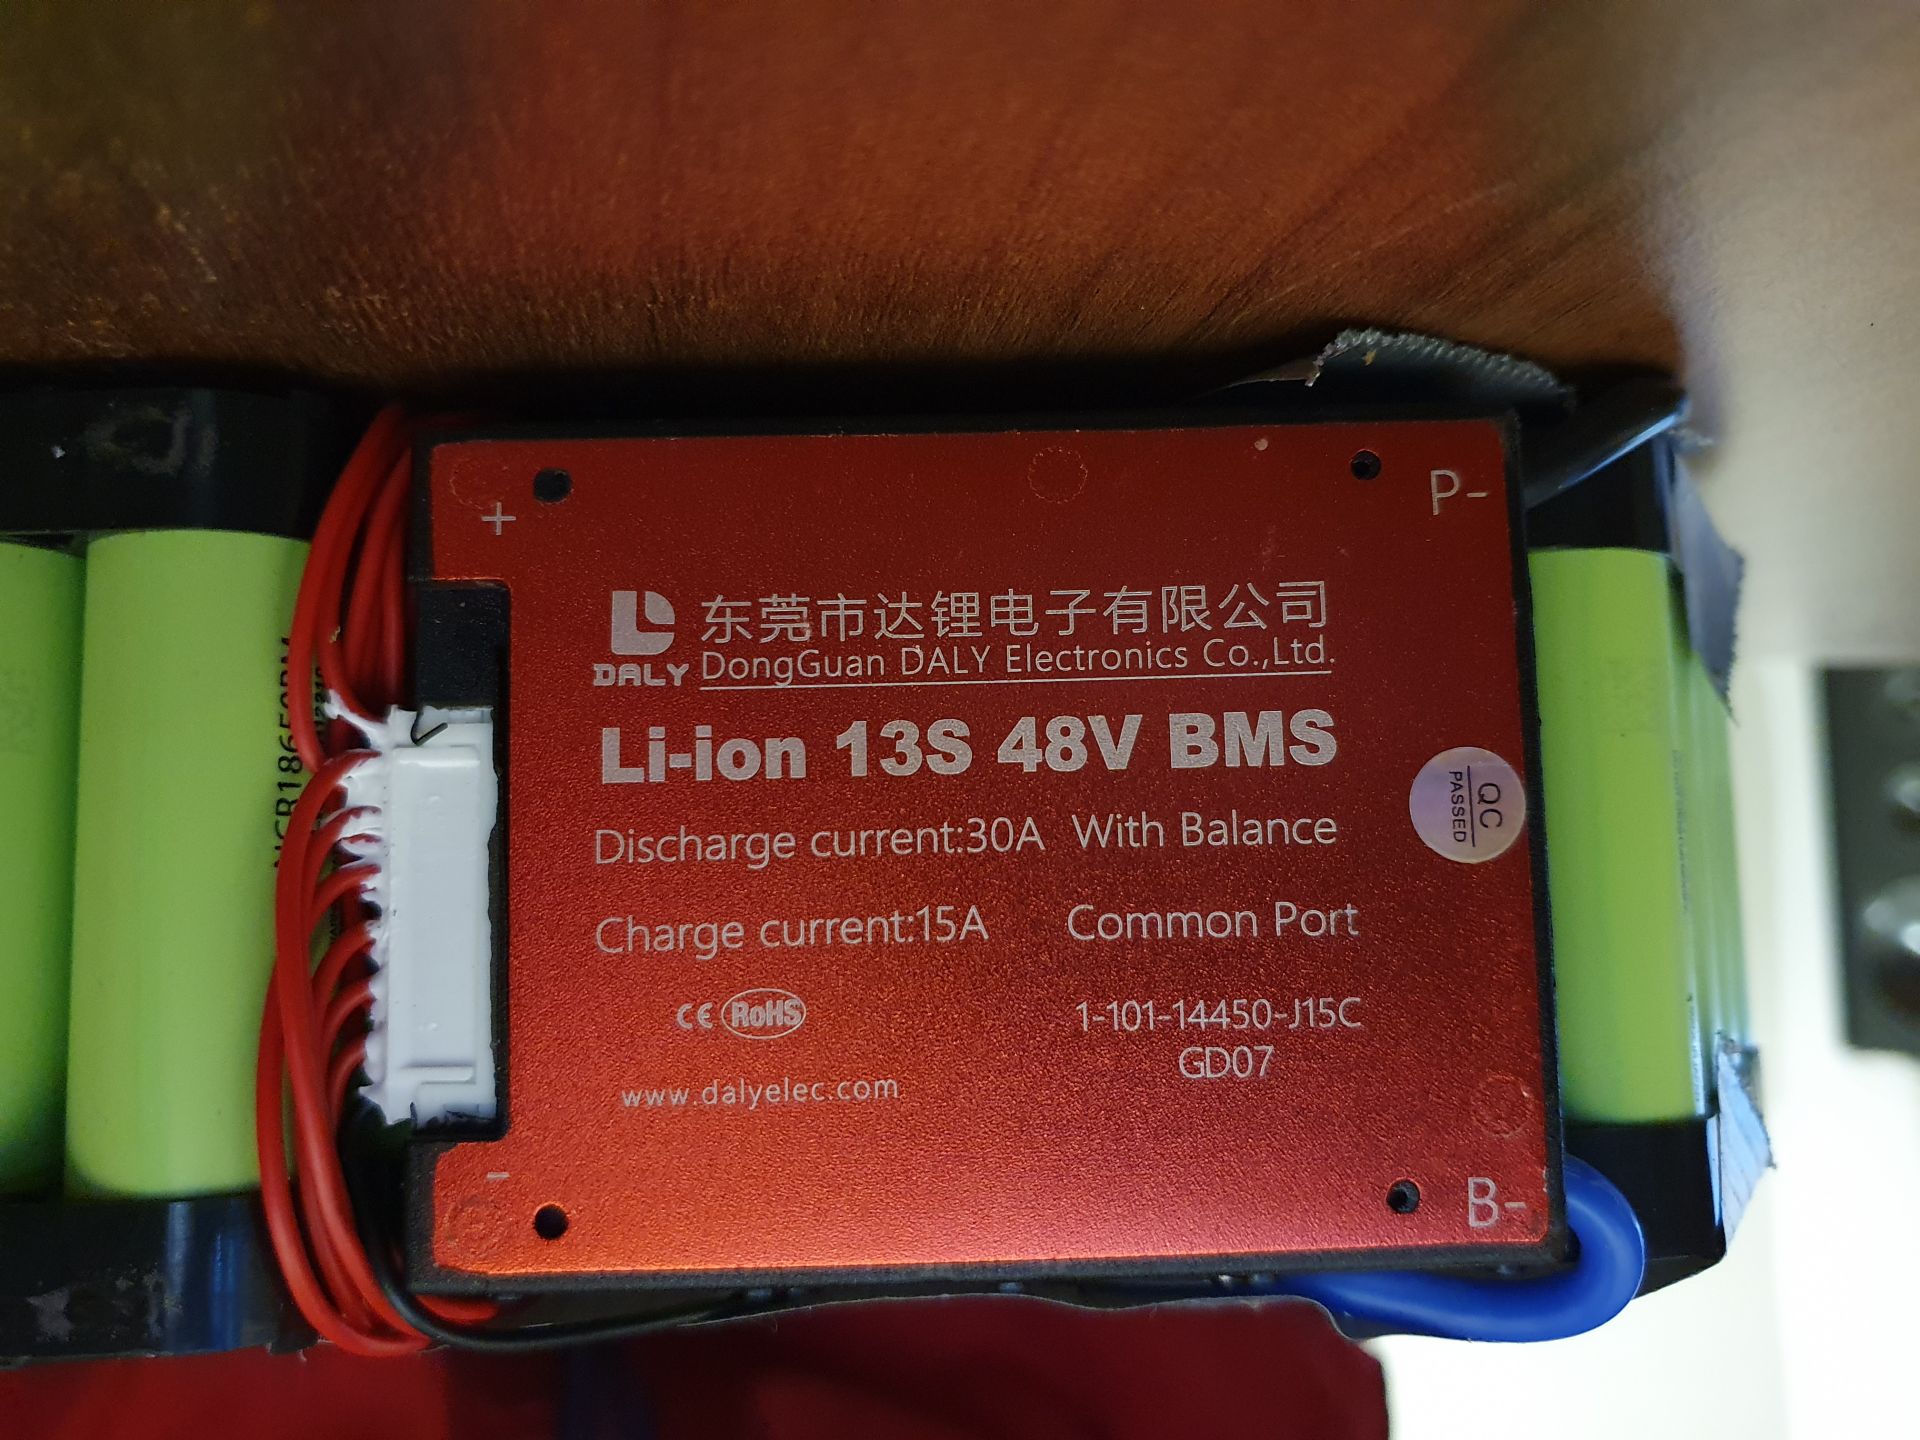 NCR18650BM
+
P-
东莞市达锂电子有限公司
DALY
DongGuan DALY Electronics Co.,Ltd.
Li-ion 13S 48V BMS
QC
PASSED
Discharge current:30A With Balance
Charge current:15A Common Port
CE RoHS
1-101-14450-J15C
GD07
www.dalyelec.com
-
B-